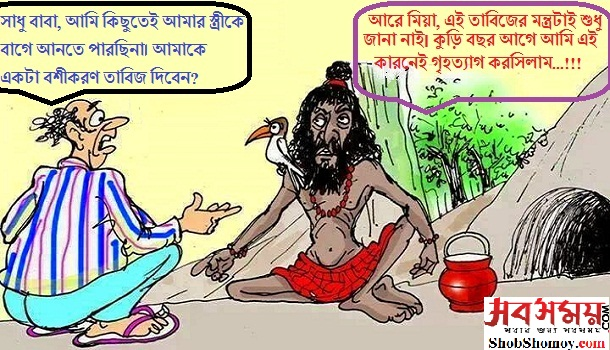 সাধু বাবা, আমি কিছুতেই আমার স্ত্রীকে
বাগে আনতে পারছিনা। আমাকে
একটা বশীকরণ তাবিজ দিবেন?
আরে মিয়া, এই তাবিজের মন্ত্রটাই শুধু
জানা নাই। কুড়ি বছর আগে আমি এই
কারনেই গৃহত্যাগ করসিলাম...!!!
সবসময়.com
সবার জন্য সবসময়
ShobShomoy.com